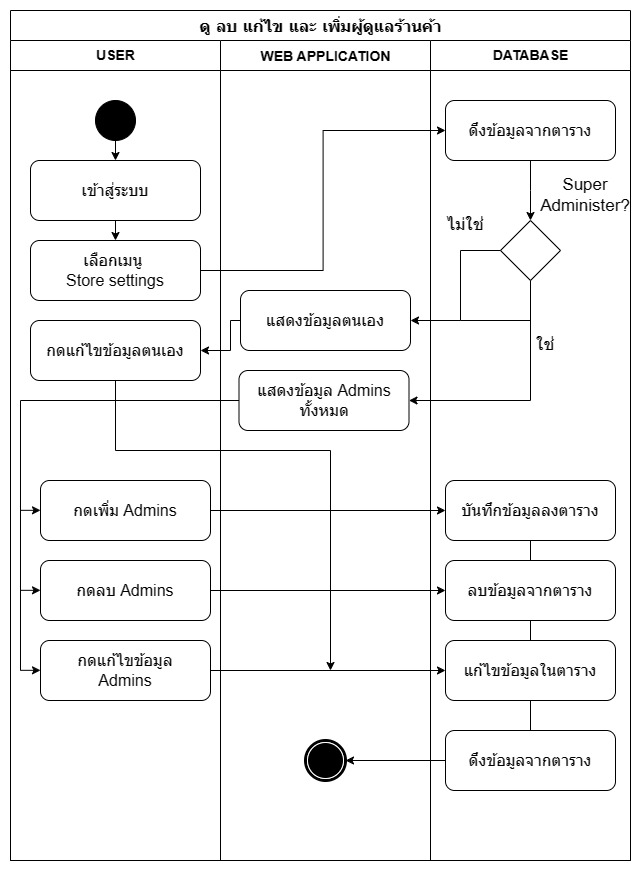 ดู ลบ แก้ไข และ เพิ่มผู้ดูแลร้านค้า
USER
WEB APPLICATION
DATABASE
ดึงข้อมูลจากตาราง
เข้าสู่ระบบ
Super
Administer?
ไม่ใช่
เลือกเมนู
Store settings
แสดงข้อมูลตนเอง
กดแก้ไขข้อมูลตนเอง
ใช่
แสดงข้อมูล Admins
ทั้งหมด
กดเพิ่ม Admins
บันทึกข้อมูลลงตาราง
กดลบ Admins
ลบข้อมูลจากตาราง
กดแก้ไขข้อมูล
Admins
แก้ไขข้อมูลในตาราง
ดึงข้อมูลจากตาราง